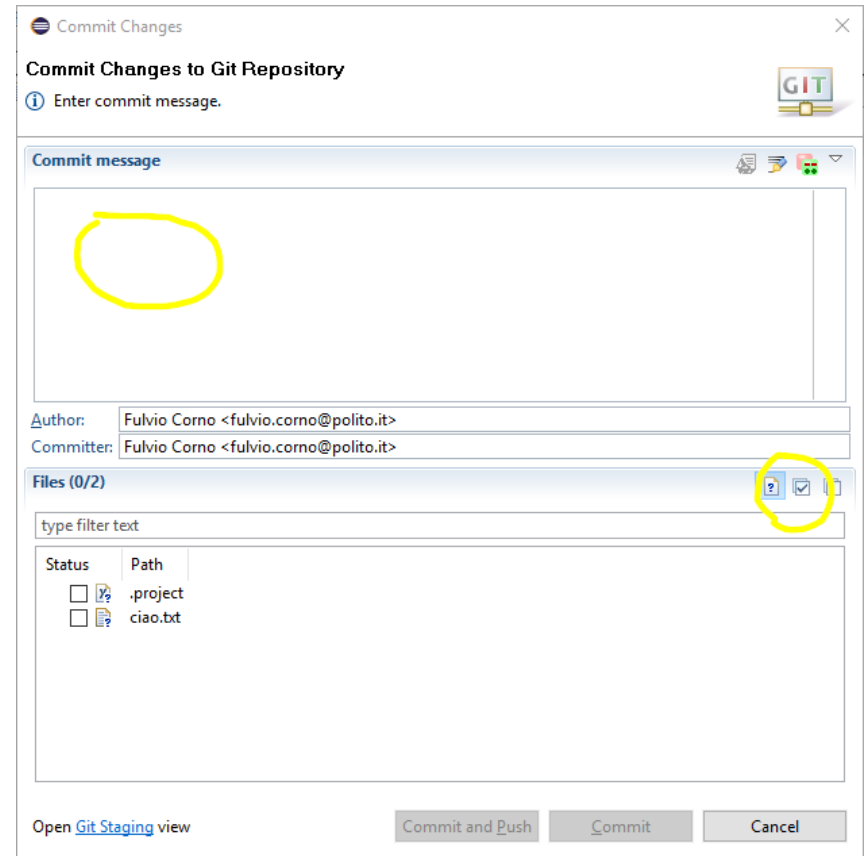 Commit Changes
Commit Changes to Git Repository
Enter commit message.
GIT
Commit message
Author: Fulvio Corno <fulvio.corno@polito.it>
Committer: Fulvio Corno <fulvio.corno@polito.it>
Files (0/2)
type filter text
Status Path
.project
ciao.txt
Open Git Staging view Commit and Push Commit Cancel